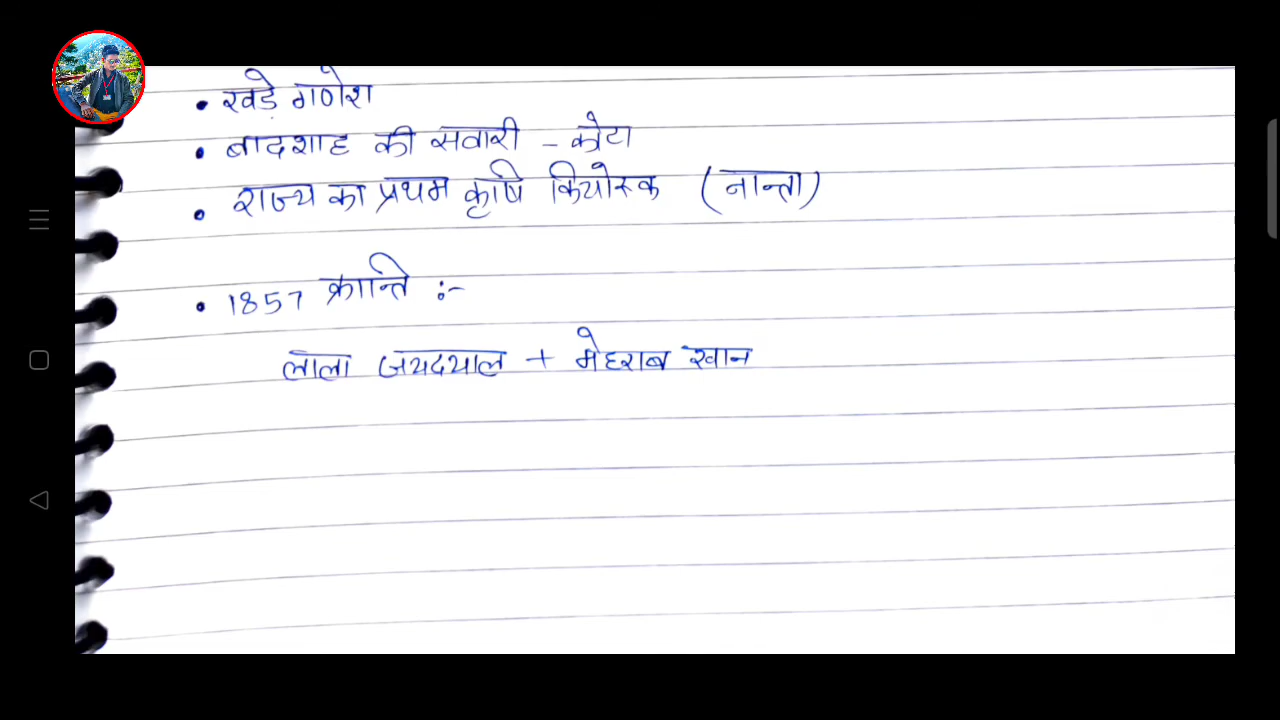 • खडे़ गणेश
• बादशाह की सवारी - कोटा
• राज्य का प्रथम कृषि कियोस्क (नान्ता)
• 1857 क्रान्ति :-
लाला जयदयाल + मेहराब खान